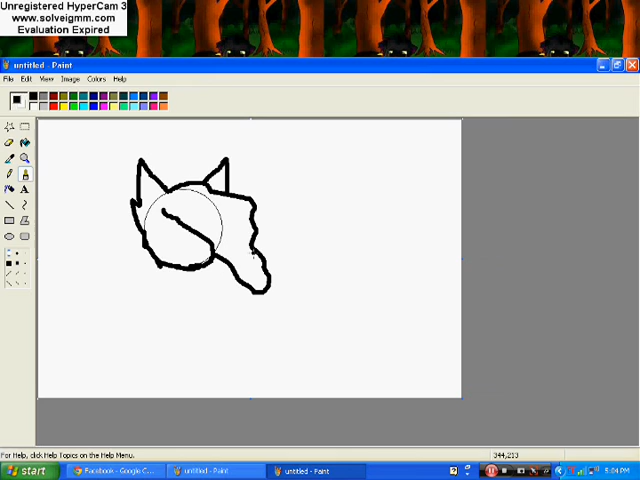 Unregistered HyperCam 3
www.solveigmm.com
Evaluation Expired
untitled - Paint
File Edit View Image Colors Help
A
For Help, click Help Topics on the Help Menu.
344,213
start
Facebook - Google C...
untitled - Paint
untitled - Paint
5:04 PM